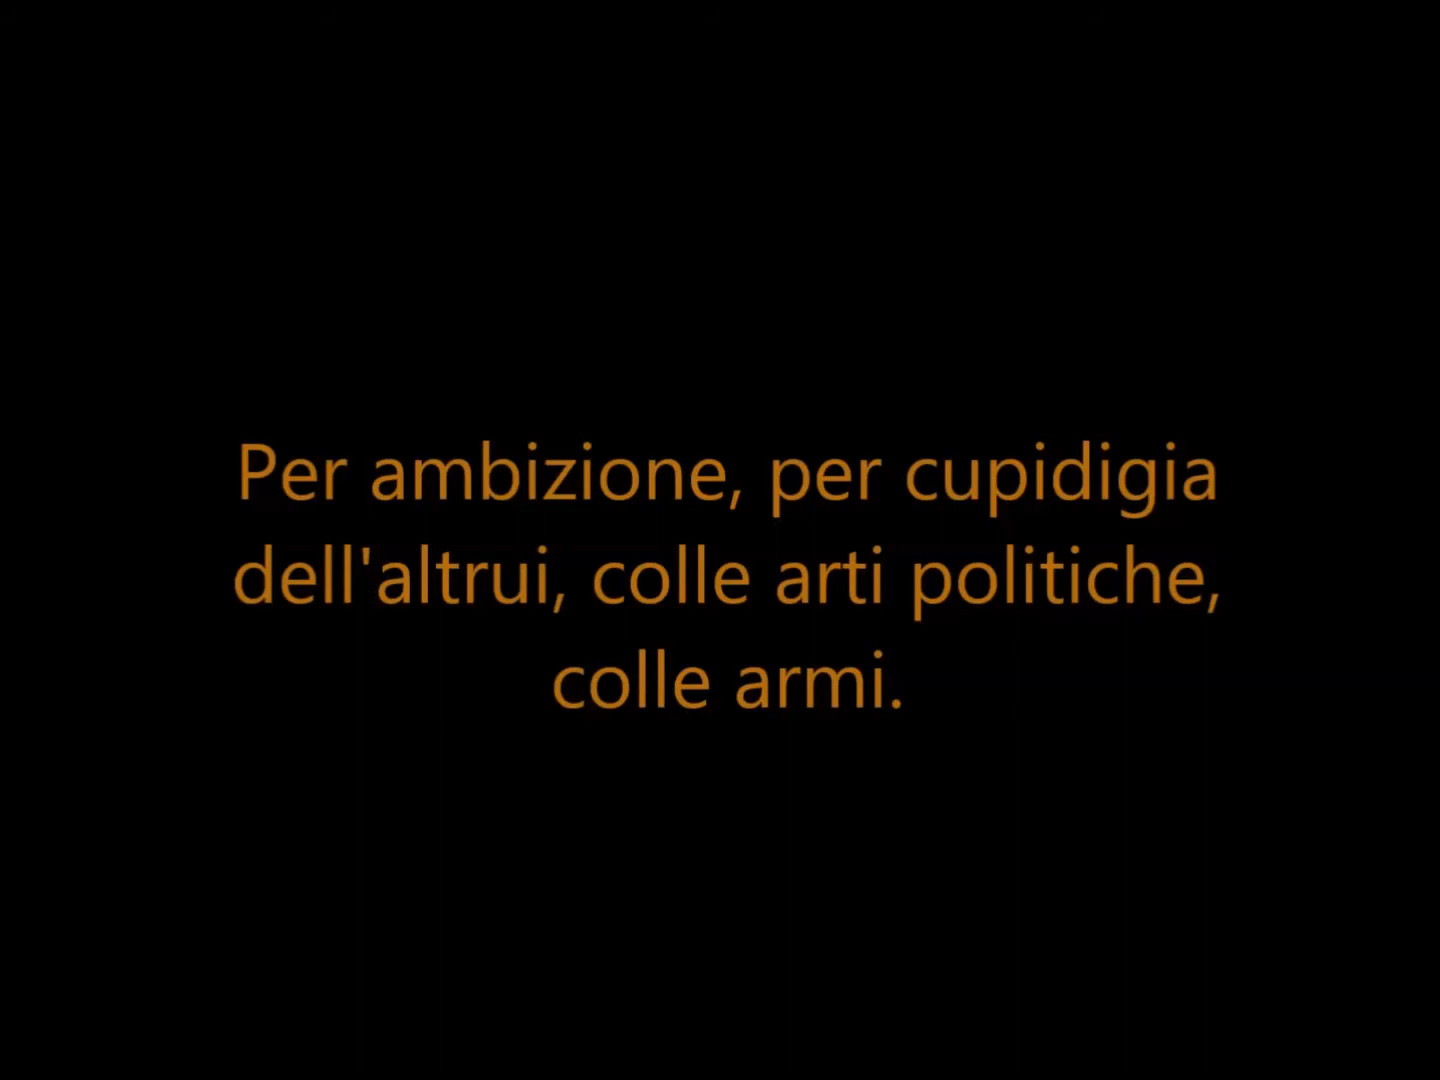 Per ambizione, per cupidigia
dell'altrui, colle arti politiche,
colle armi.